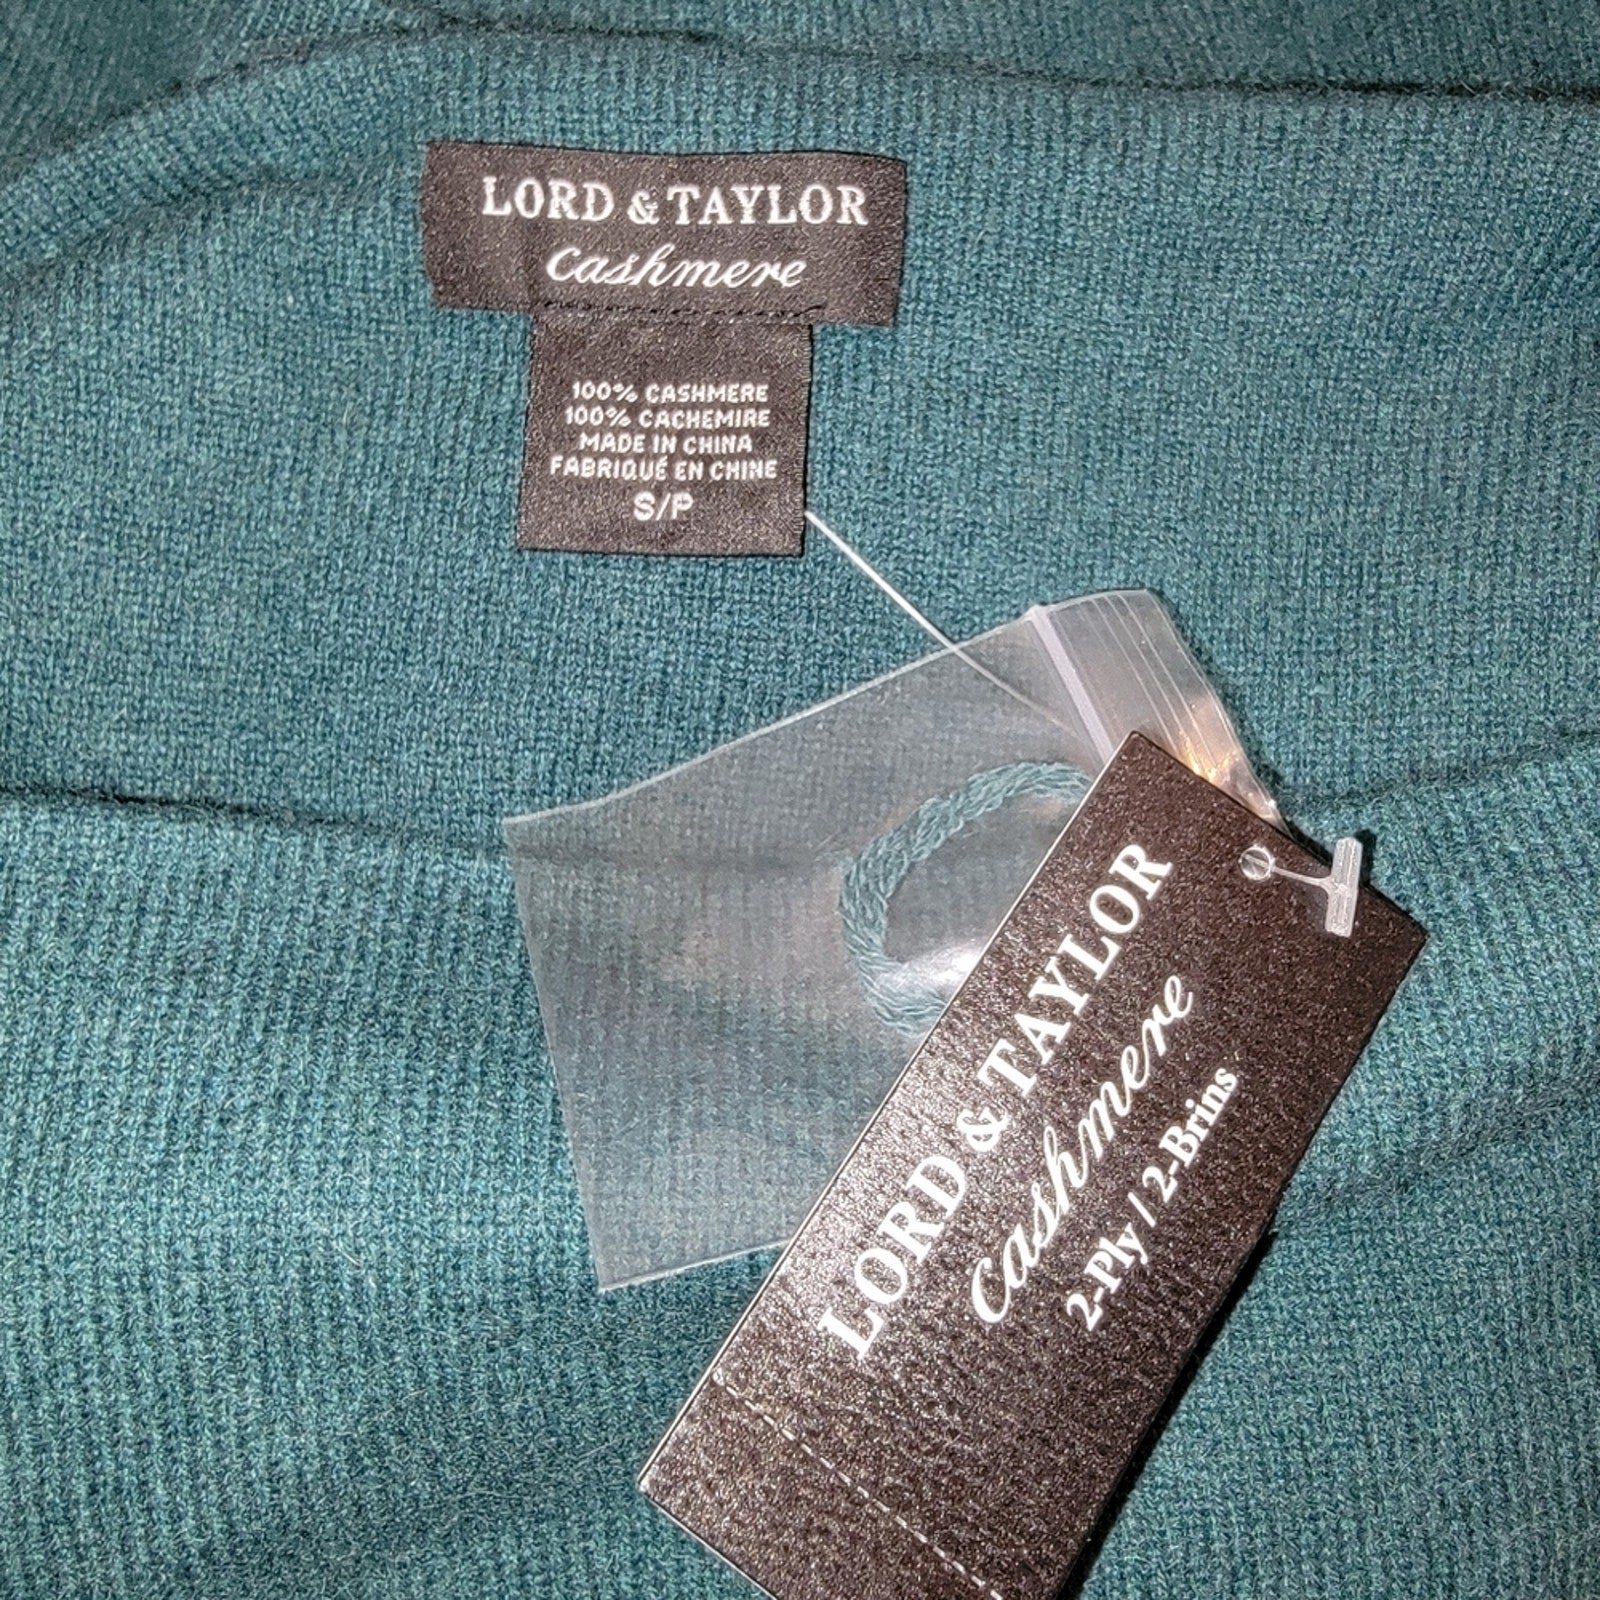 LORD & TAYLOR
cashmere
100% CASHMERE
100% CACHEMIRE
MADE IN CHINA
FABRIQUÉ EN CHINE
S/P
LORD & TAYLOR
cashmere
2-Ply / 2-Brins